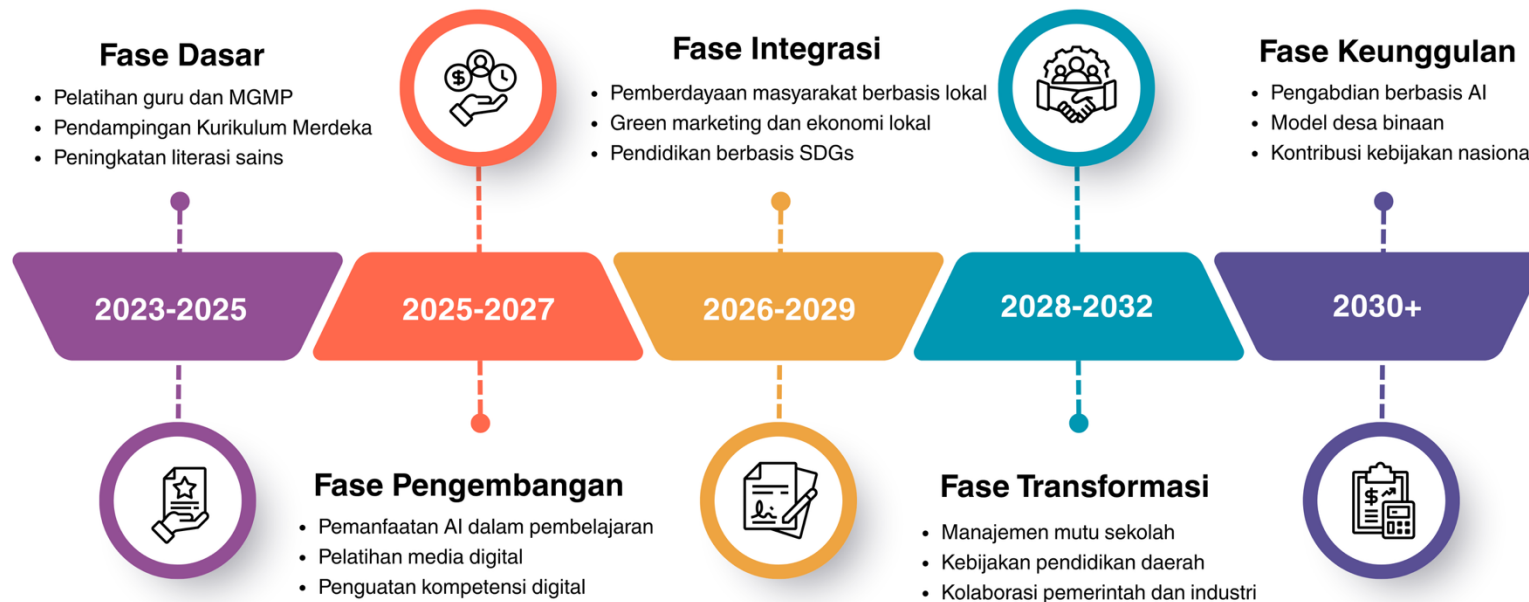 Fase Dasar
• Pelatihan guru dan MGMP
• Pendampingan Kurikulum Merdeka
• Peningkatan literasi sains
2023-2025
Fase Pengembangan
• Pemanfaatan AI dalam pembelajaran
• Pelatihan media digital
• Penguatan kompetensi digital
2025-2027
Fase Integrasi
• Pemberdayaan masyarakat berbasis lokal
• Green marketing dan ekonomi lokal
• Pendidikan berbasis SDGs
2026-2029
Fase Transformasi
• Manajemen mutu sekolah
• Kebijakan pendidikan daerah
• Kolaborasi pemerintah dan industri
2028-2032
Fase Keunggulan
• Pengabdian berbasis AI
• Model desa binaan
• Kontribusi kebijakan nasiona
2030+